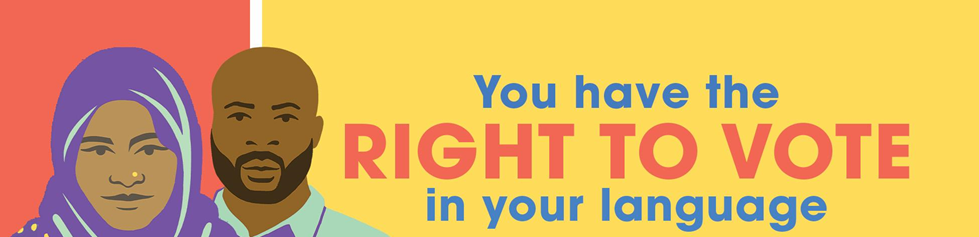 You have the
RIGHT TO VOTE
in your language